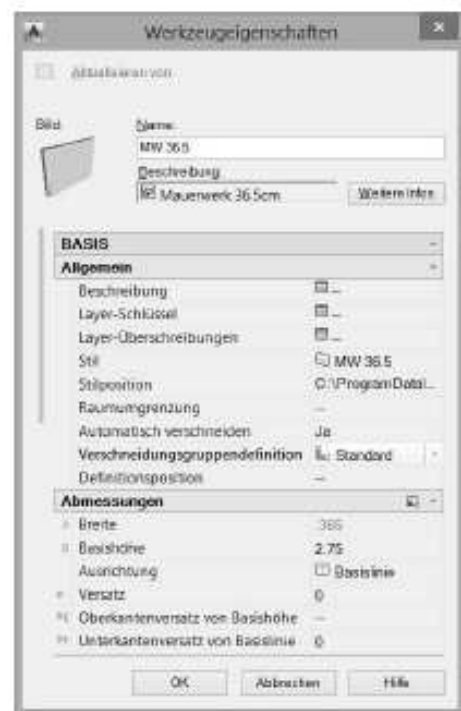 Werkzeugeigenschaften
Aktualisieren von
Bild
Name:
MW 36.5
Beschreibung
Mauerwerk 36.5cm
Weitere Infos
BASIS
Allgemein
Beschreibung
Layer-Schlüssel
Layer-Überschreibungen
Stil MW 36.5
Stilposition C:\ProgramData\...
Raumumgrenzung --
Automatisch verschneiden Ja
Verschneidungsgruppendefinition Standard
Definitionsposition --
Abmessungen
A Breite .365
B Basishöhe 2.75
Ausrichtung Basislinie
Versatz 0
Oberkantenversatz von Basishöhe --
Unterkantenversatz von Basislinie 0
OK Abbrechen Hilfe